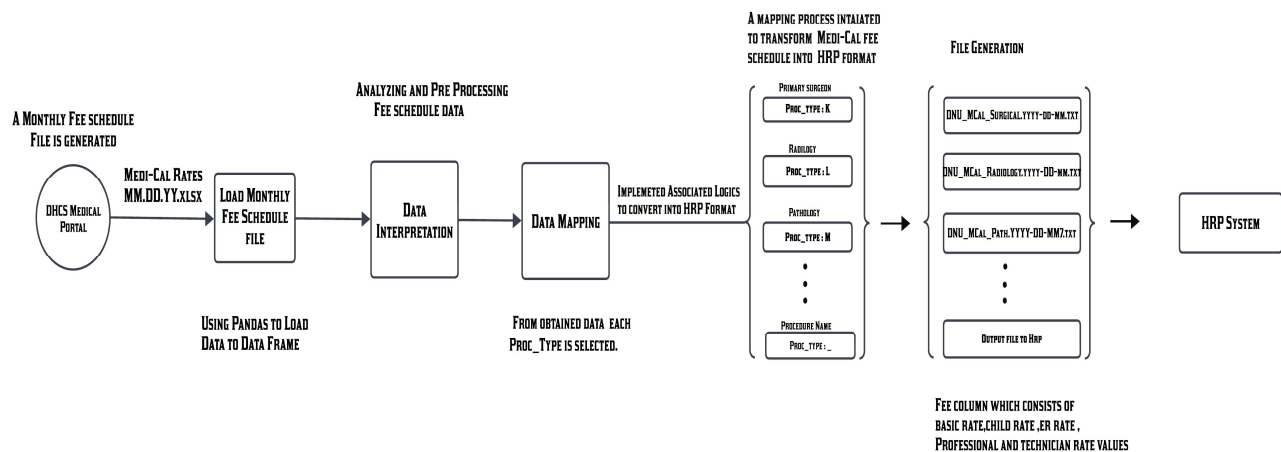 A Monthly Fee schedule
File is generated
DHCS Medical
Portal
Medi-Cal Rates
MM.DD.YY.xlsx
Load Monthly
Fee Schedule
file
Using Pandas to Load
Data to Data Frame
Analyzing and Pre Processing
Fee schedule data
Data
Interpretation
Data Mapping
From obtained data each
Proc_Type is selected.
Implemeted Associated Logics
to convert into HRP Format
A mapping process intaiated
to transform Medi-Cal fee
schedule into HRP format
Primary surgeon
Proc_type: K
Radilogy
Proc_type: L
Pathology
Proc_type: M
Procedure Name
Proc_type: _
File Generation
DNU_MCal_Surgical.YYYY-DD-MM.txt
DNU_MCal_Radiology.YYYY-DD-MM.txt
DNU_MCal_Path.YYYY-DD-MM7.txt
Output file to Hrp
Fee column which consists of
basic rate,child rate ,er rate ,
Professional and technician rate values
HRP System